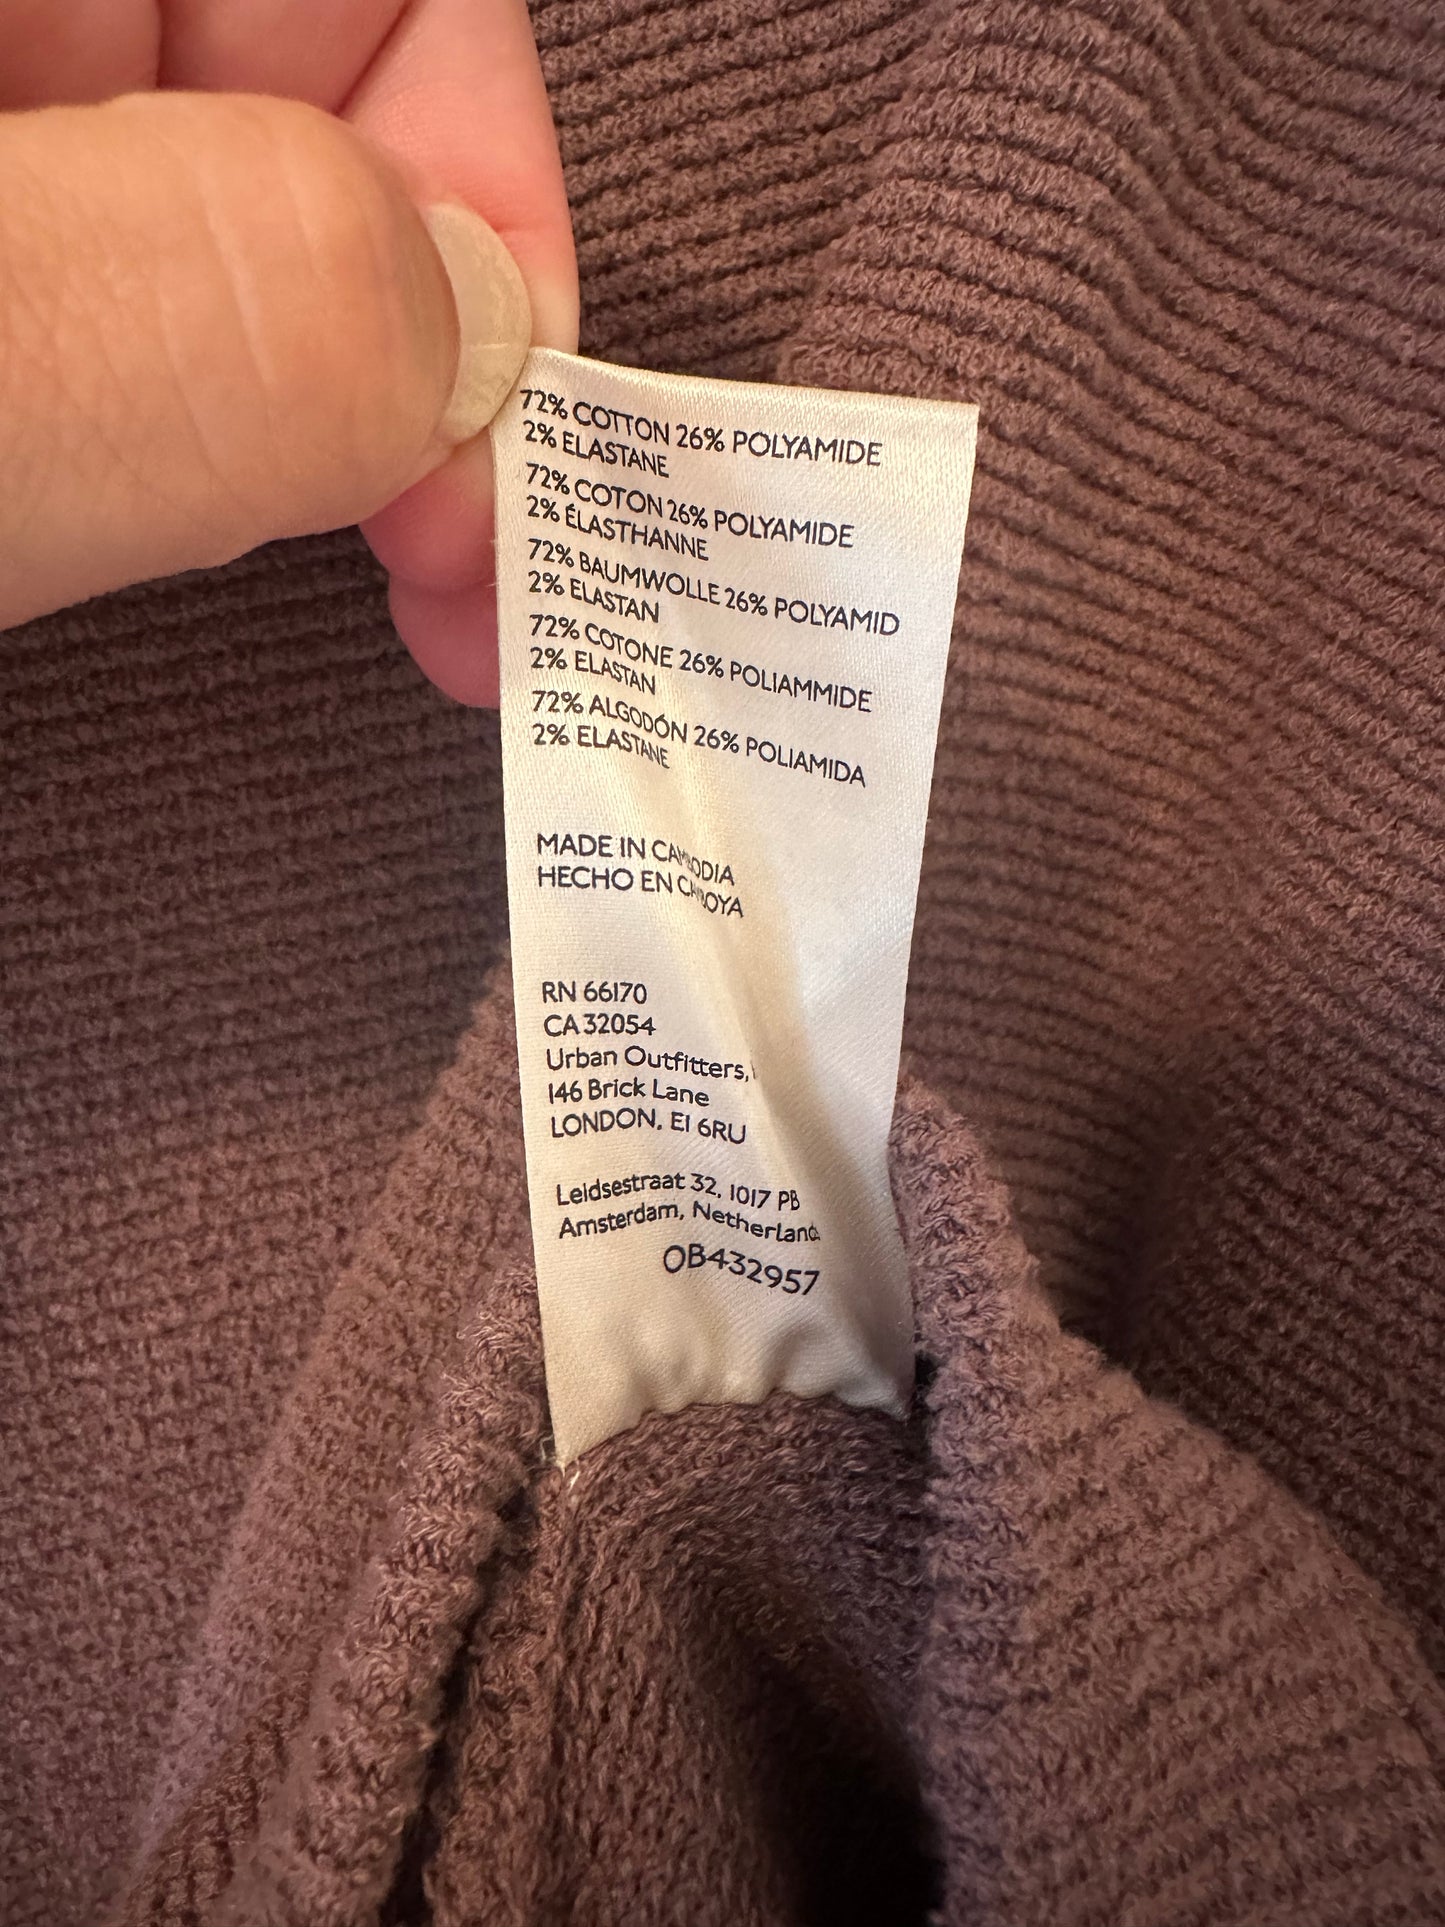 72% COTTON 26% POLYAMIDE
2% ELASTANE
72% COTON 26% POLYAMIDE
2% ÉLASTHANNE
72% BAUMWOLLE 26% POLYAMID
2% ELASTAN
72% COTONE 26% POLIAMMIDE
2% ELASTAN
72% ALGODÓN 26% POLIAMIDA
2% ELASTANE
MADE IN CAMBODIA
HECHO EN CAMBOYA
RN 66170
CA 32054
Urban Outfitters,
146 Brick Lane
LONDON, E1 6RU
Leidsestraat 32, 1017 PB
Amsterdam, Netherland
OB432957